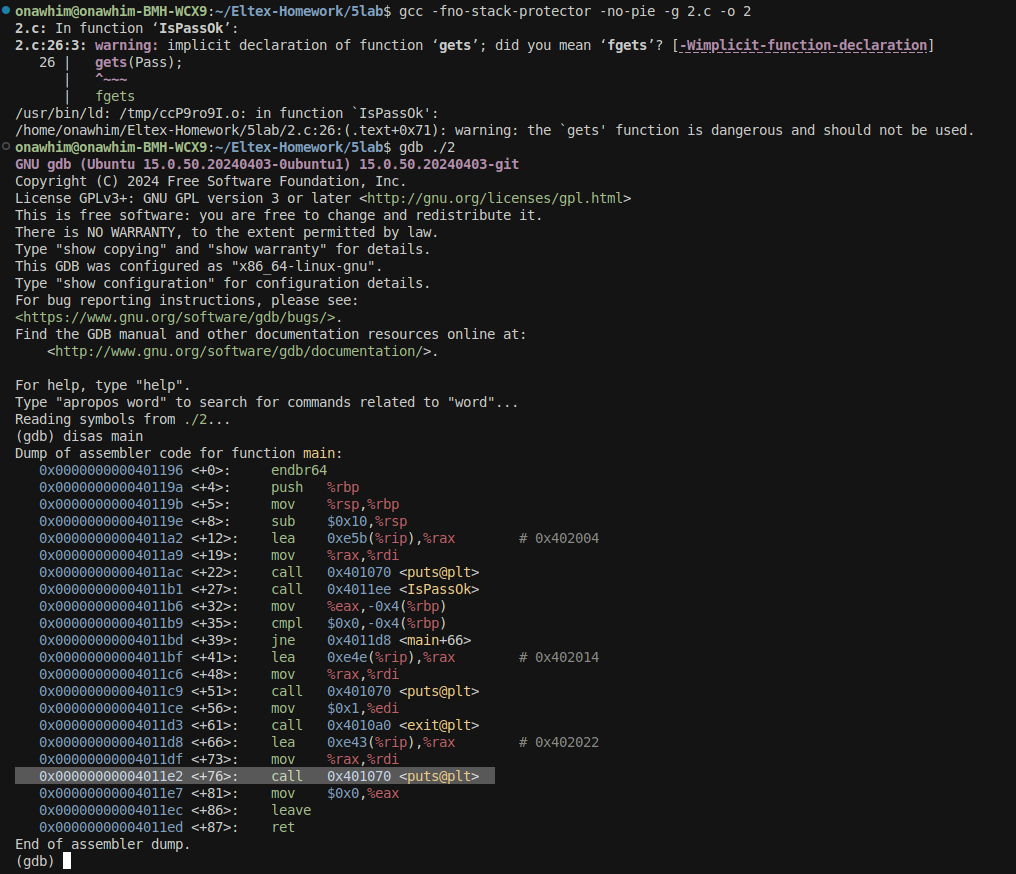 onawhim@onawhim-BMH-WCX9:~/Eltex-Homework/5lab$ gcc -fno-stack-protector -no-pie -g 2.c -o 2
2.c: In function ‘IsPassOk’:
2.c:26:3: warning: implicit declaration of function ‘gets’; did you mean ‘fgets’? [-Wimplicit-function-declaration]
   26 |   gets(Pass);
      |   ^~~~
      |   fgets
/usr/bin/ld: /tmp/ccP9ro9I.o: in function `IsPassOk':
/home/onawhim/Eltex-Homework/5lab/2.c:26:(.text+0x71): warning: the `gets' function is dangerous and should not be used.
onawhim@onawhim-BMH-WCX9:~/Eltex-Homework/5lab$ gdb ./2
GNU gdb (Ubuntu 15.0.50.20240403-0ubuntu1) 15.0.50.20240403-git
Copyright (C) 2024 Free Software Foundation, Inc.
License GPLv3+: GNU GPL version 3 or later <http://gnu.org/licenses/gpl.html>
This is free software: you are free to change and redistribute it.
There is NO WARRANTY, to the extent permitted by law.
Type "show copying" and "show warranty" for details.
This GDB was configured as "x86_64-linux-gnu".
Type "show configuration" for configuration details.
For bug reporting instructions, please see:
<https://www.gnu.org/software/gdb/bugs/>.
Find the GDB manual and other documentation resources online at:
    <http://www.gnu.org/software/gdb/documentation/>.

For help, type "help".
Type "apropos word" to search for commands related to "word"...
Reading symbols from ./2...
(gdb) disas main
Dump of assembler code for function main:
   0x0000000000401196 <+0>:     endbr64
   0x000000000040119a <+4>:     push   %rbp
   0x000000000040119b <+5>:     mov    %rsp,%rbp
   0x000000000040119e <+8>:     sub    $0x10,%rsp
   0x00000000004011a2 <+12>:    lea    0xe5b(%rip),%rax        # 0x402004
   0x00000000004011a9 <+19>:    mov    %rax,%rdi
   0x00000000004011ac <+22>:    call   0x401070 <puts@plt>
   0x00000000004011b1 <+27>:    call   0x4011ee <IsPassOk>
   0x00000000004011b6 <+32>:    mov    %eax,-0x4(%rbp)
   0x00000000004011b9 <+35>:    cmpl   $0x0,-0x4(%rbp)
   0x00000000004011bd <+39>:    jne    0x4011d8 <main+66>
   0x00000000004011bf <+41>:    lea    0xe4e(%rip),%rax        # 0x402014
   0x00000000004011c6 <+48>:    mov    %rax,%rdi
   0x00000000004011c9 <+51>:    call   0x401070 <puts@plt>
   0x00000000004011ce <+56>:    mov    $0x1,%edi
   0x00000000004011d3 <+61>:    call   0x4010a0 <exit@plt>
   0x00000000004011d8 <+66>:    lea    0xe43(%rip),%rax        # 0x402022
   0x00000000004011df <+73>:    mov    %rax,%rdi
   0x00000000004011e2 <+76>:    call   0x401070 <puts@plt>
   0x00000000004011e7 <+81>:    mov    $0x0,%eax
   0x00000000004011ec <+86>:    leave
   0x00000000004011ed <+87>:    ret
End of assembler dump.
(gdb)